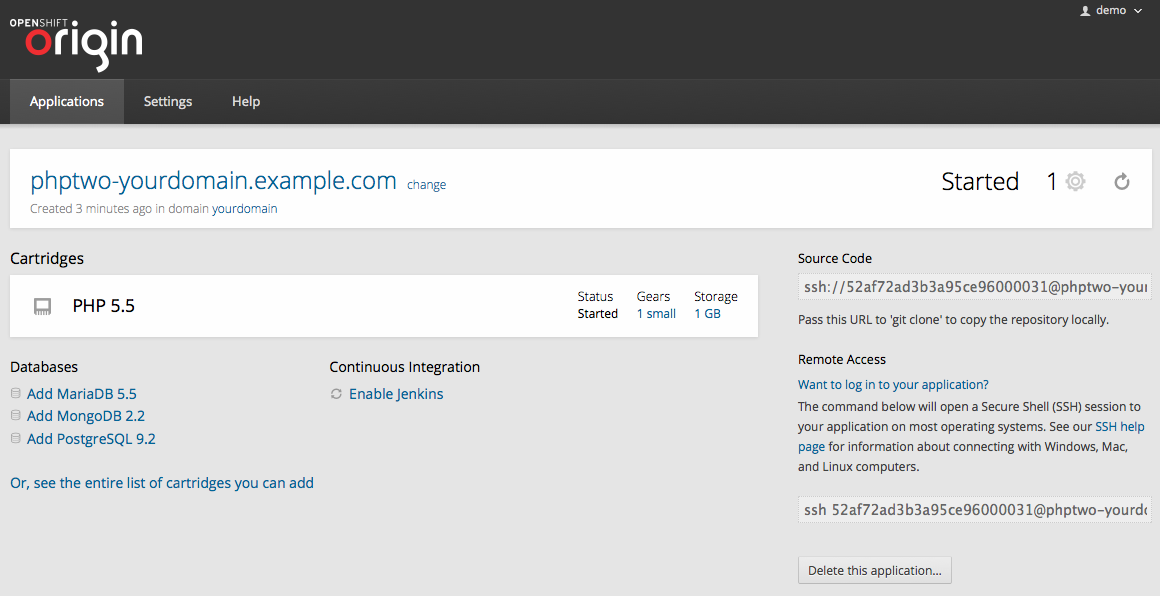 OPENSHIFT
origin
demo
Applications Settings Help
phptwo-yourdomain.example.com change
Created 3 minutes ago in domain yourdomain
Started 1
Cartridges
PHP 5.5
Status Gears Storage
Started 1 small 1 GB
Databases
Add MariaDB 5.5
Add MongoDB 2.2
Add PostgreSQL 9.2
Continuous Integration
Enable Jenkins
Or, see the entire list of cartridges you can add
Source Code
ssh://52af72ad3b3a95ce96000031@phptwo-your
Pass this URL to 'git clone' to copy the repository locally.
Remote Access
Want to log in to your application?
The command below will open a Secure Shell (SSH) session to
your application on most operating systems. See our SSH help
page for information about connecting with Windows, Mac,
and Linux computers.
ssh 52af72ad3b3a95ce96000031@phptwo-yourdo
Delete this application...